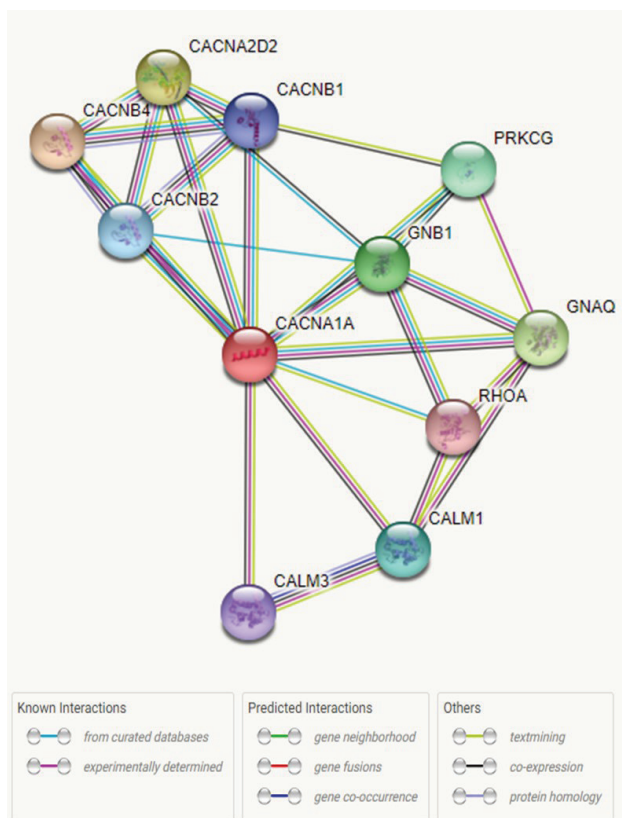 CACNA2D2
CACNB1
CACNB4
PRKCG
CACNB2
GNB1
GNAQ
CACNA1A
RHOA
CALM1
CALM3
Known Interactions
from curated databases
experimentally determined
Predicted Interactions
gene neighborhood
gene fusions
gene co-occurrence
Others
textmining
co-expression
protein homology